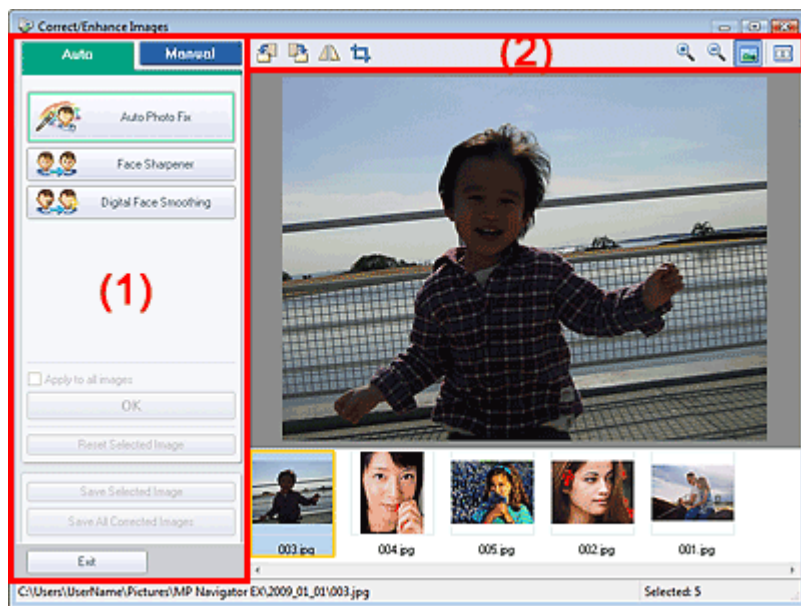 Correct/Enhance Images
Auto
Manual
(2)
Auto Photo Fix
Face Sharpener
Digital Face Smoothing
(1)
Apply to all images
OK
Reset Selected Image
Save Selected Image
Save All Corrected Images
Exit
003.jpg
004.jpg
005.jpg
002.jpg
001.jpg
C:\Users\UserName\Pictures\MP Navigator EX\2009_01_01\003.jpg
Selected: 5